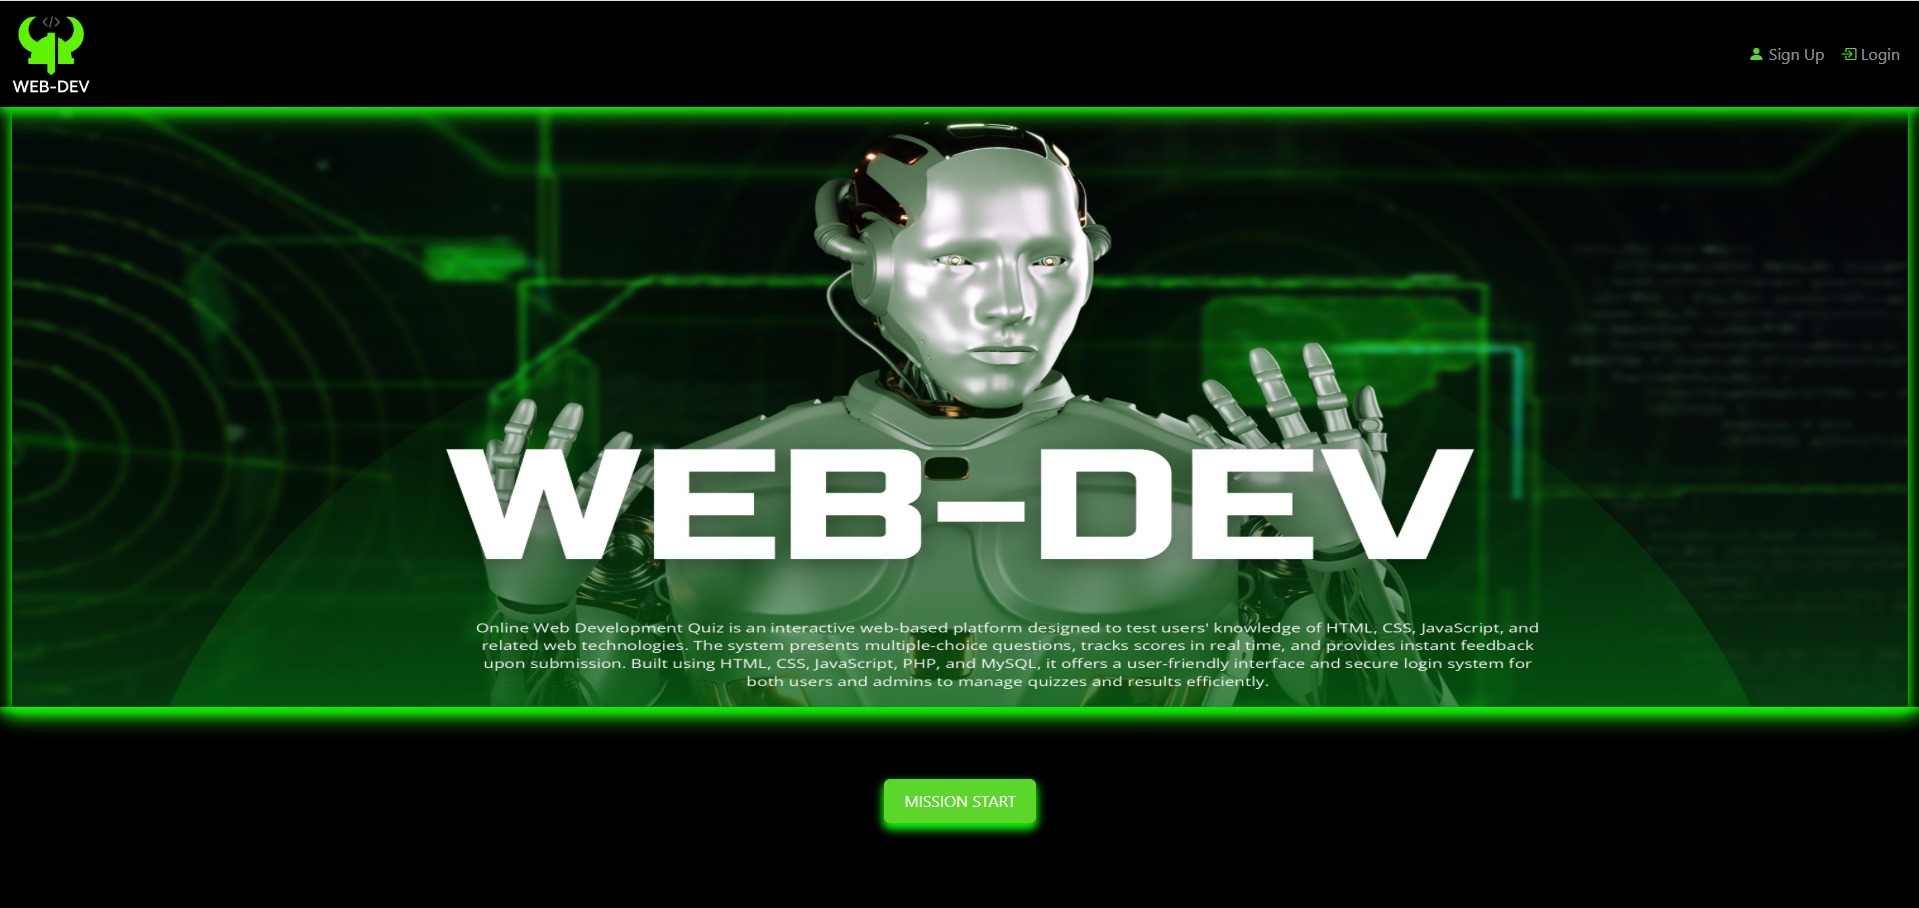 </>
WEB-DEV
Sign Up
Login
WEB-DEV
Online Web Development Quiz is an interactive web-based platform designed to test users' knowledge of HTML, CSS, JavaScript, and
related web technologies. The system presents multiple-choice questions, tracks scores in real time, and provides instant feedback
upon submission. Built using HTML, CSS, JavaScript, PHP, and MySQL, it offers a user-friendly interface and secure login system for
both users and admins to manage quizzes and results efficiently.
MISSION START